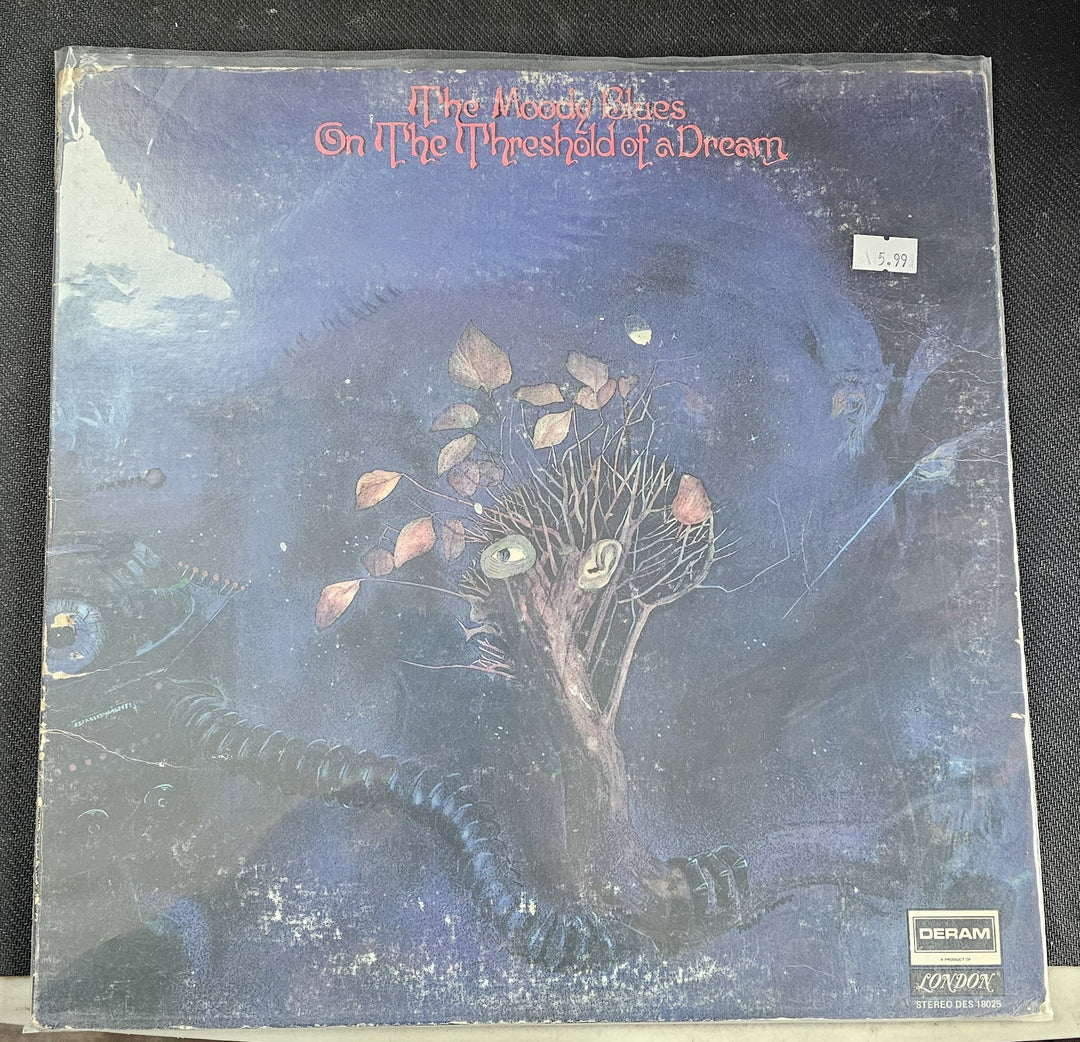 The Moody Blues
On The Threshold of a Dream
5.99
DERAM
A PRODUCT OF
LONDON
STEREO DES 18025